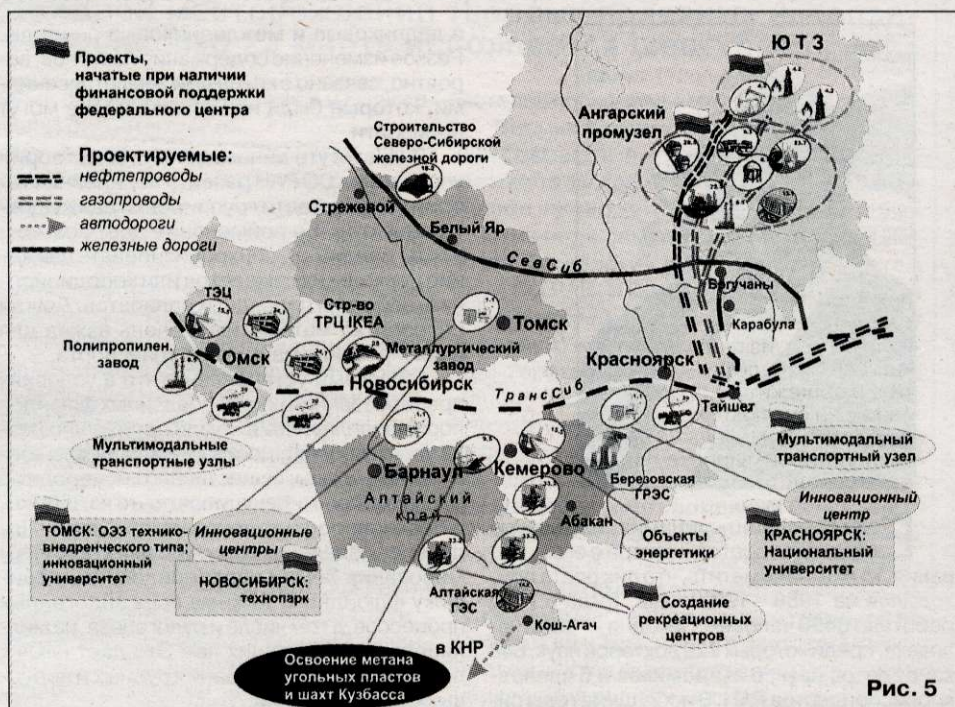 Проекты,
начатые при наличии
финансовой поддержки
федерального центра
Проектируемые:
нефтепроводы
газопроводы
автодороги
железные дороги
ЮТЗ
Ангарский
промузел
Строительство
Северо-Сибирской
железной дороги
Стрежевой
Белый Яр
СевСиб
Богучаны
Карабула
ТЭЦ
Стр-во
ТРЦ IKEA
Томск
Полипропилен.
завод
Омск
Металлургический
завод
Красноярск
Новосибирск
ТрансСиб
Тайшет
Мультимодальные
транспортные узлы
Мультимодальный
транспортный узел
Барнаул
Кемерово
Березовская
ГРЭС
Алтайский
край
Абакан
Инновационный
центр
ТОМСК: ОЭЗ технико-
внедренческого типа;
инновационный
университет
Инновационные
центры
НОВОСИБИРСК:
технопарк
Объекты
энергетики
КРАСНОЯРСК:
Национальный
университет
Алтайская
ГЭС
Создание
рекреационных
центров
Кош-Агач
в КНР
Освоение метана
угольных пластов
и шахт Кузбасса
Рис. 5